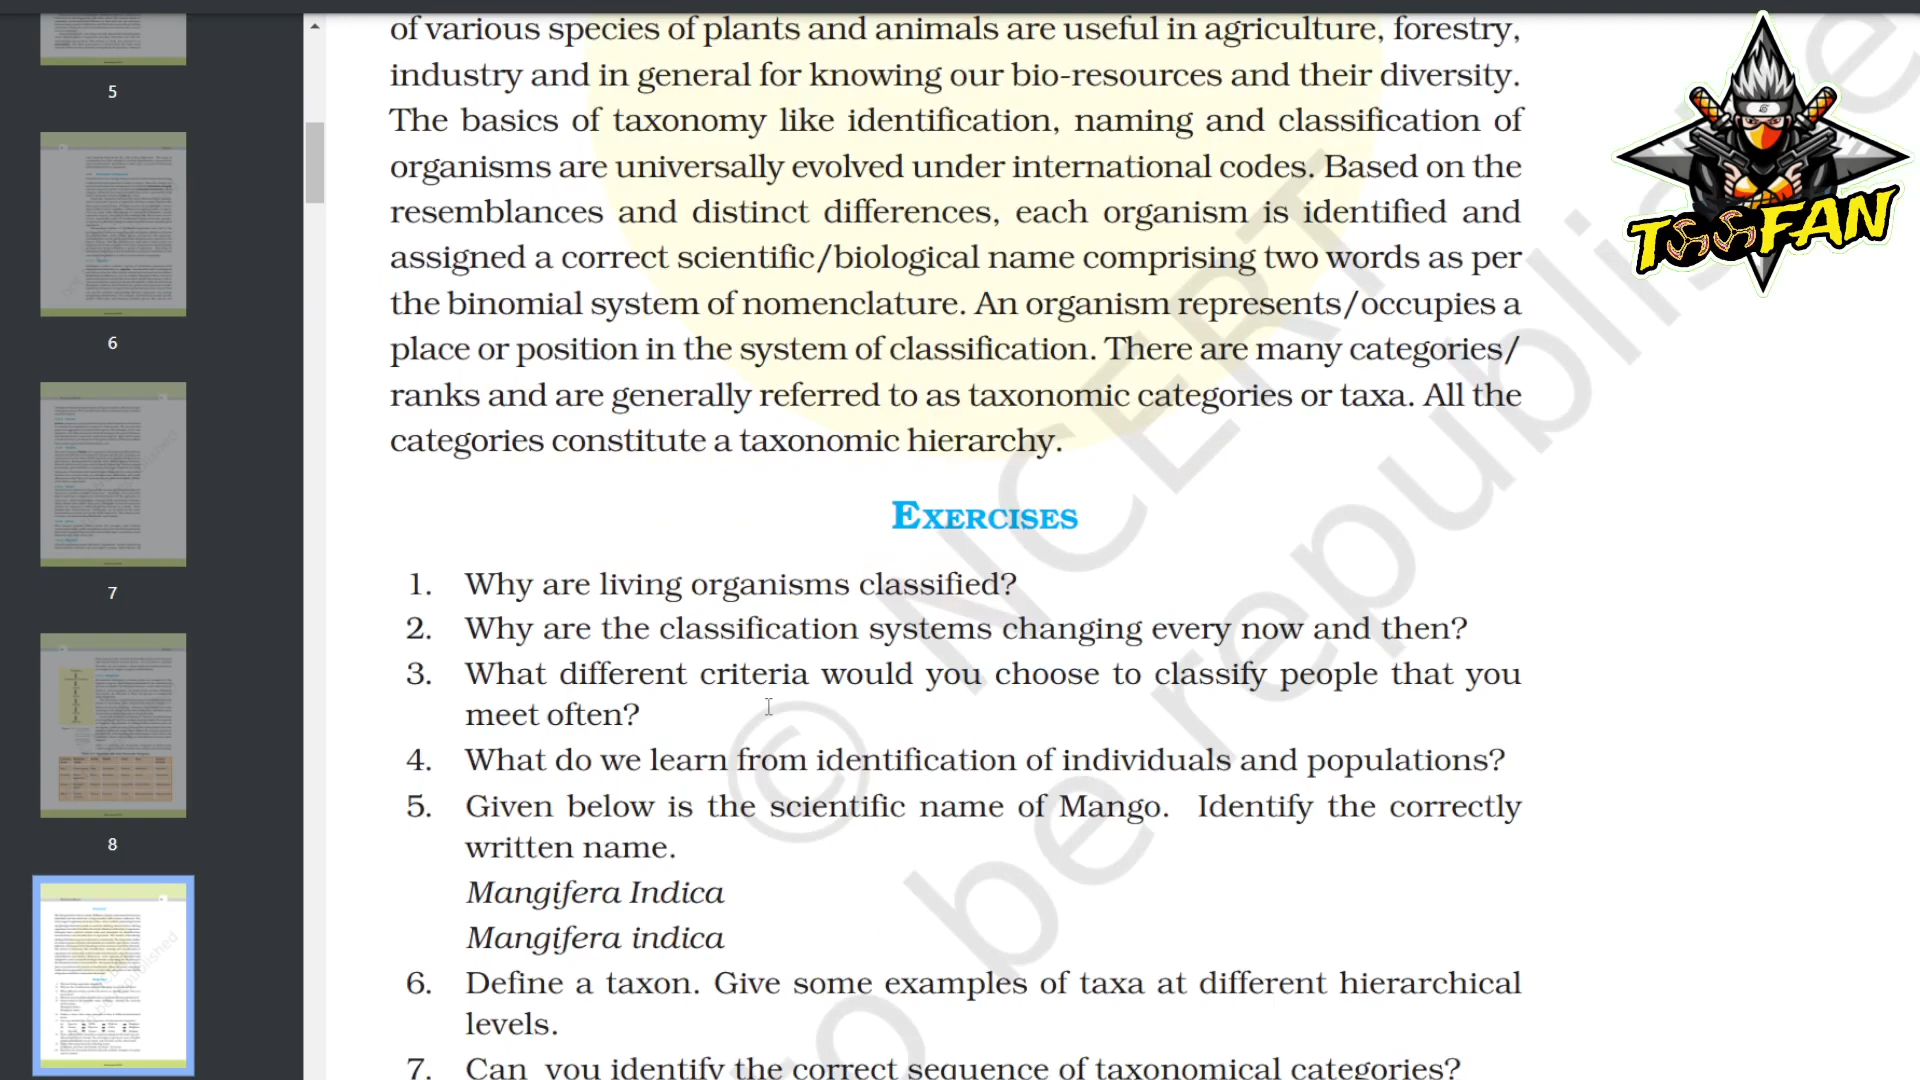 of various species of plants and animals are useful in agriculture, forestry,
industry and in general for knowing our bio-resources and their diversity.
The basics of taxonomy like identification, naming and classification of
organisms are universally evolved under international codes. Based on the
resemblances and distinct differences, each organism is identified and
assigned a correct scientific/biological name comprising two words as per
the binomial system of nomenclature. An organism represents/occupies a
place or position in the system of classification. There are many categories/
ranks and are generally referred to as taxonomic categories or taxa. All the
categories constitute a taxonomic hierarchy.
EXERCISES
1. Why are living organisms classified?
2. Why are the classification systems changing every now and then?
3. What different criteria would you choose to classify people that you
meet often?
4. What do we learn from identification of individuals and populations?
5. Given below is the scientific name of Mango. Identify the correctly
written name.
Mangifera Indica
Mangifera indica
6. Define a taxon. Give some examples of taxa at different hierarchical
levels.
7. Can you identify the correct sequence of taxonomical categories?
5
6
7
8
TOOFAN
© NCERT
be republishe